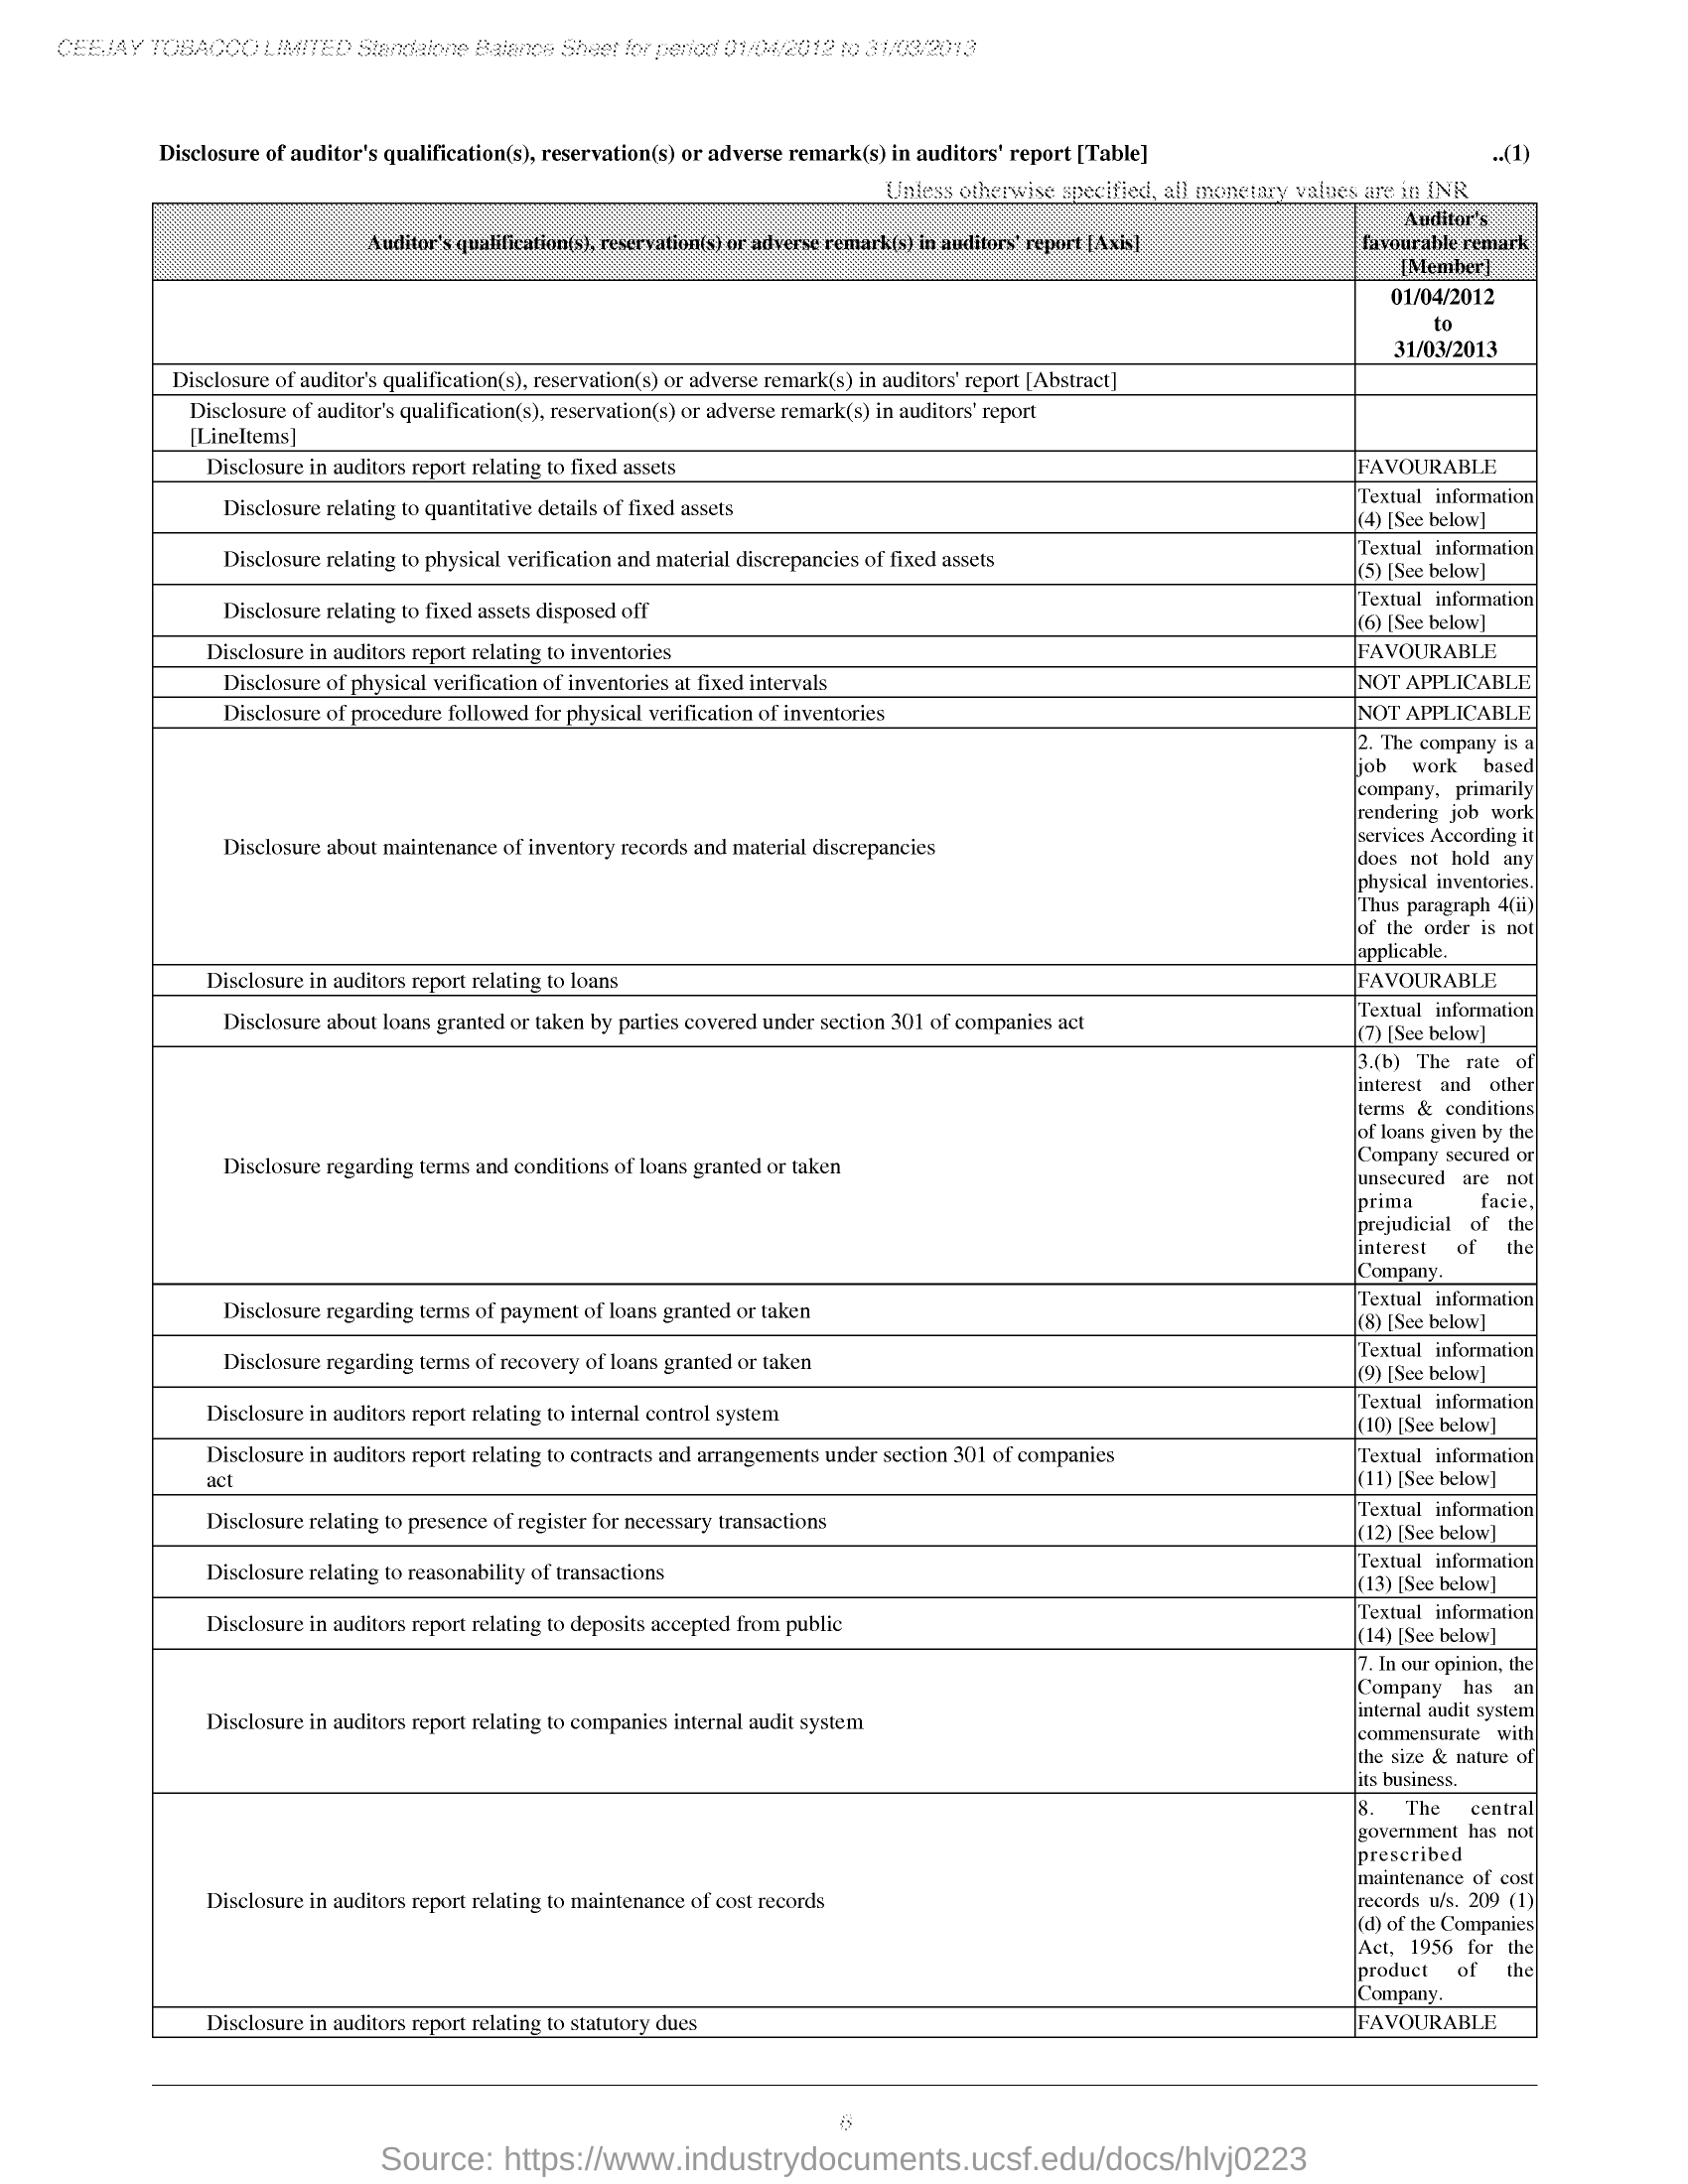 CEEJAY TOBACCO LIMITED Standalone Balance Sheet for period 01/04/2012 to 31/03/2013
Disclosure of auditor's qualification(s), reservation(s) or adverse remark(s) in auditors' report [Table] ..(1)
Unless otherwise specified, all monetary values are in INR
Auditor's qualification(s), reservation(s) or adverse remark(s) in auditors' report [Axis]
Auditor's
favourable remark
[Member]
01/04/2012
to
31/03/2013
Disclosure of auditor's qualification(s), reservation(s) or adverse remark(s) in auditors' report [Abstract]
Disclosure of auditor's qualification(s), reservation(s) or adverse remark(s) in auditors' report
[LineItems]
Disclosure in auditors report relating to fixed assets
FAVOURABLE
Disclosure relating to quantitative details of fixed assets
Textual information
(4) [See below]
Disclosure relating to physical verification and material discrepancies of fixed assets
Textual information
(5) [See below]
Disclosure relating to fixed assets disposed off
Textual information
(6) [See below]
Disclosure in auditors report relating to inventories
FAVOURABLE
Disclosure of physical verification of inventories at fixed intervals
NOT APPLICABLE
Disclosure of procedure followed for physical verification of inventories
NOT APPLICABLE
Disclosure about maintenance of inventory records and material discrepancies
2. The company is a
job work based
company, primarily
rendering job work
services According it
does not hold any
physical inventories.
Thus paragraph 4(ii)
of the order is not
applicable.
Disclosure in auditors report relating to loans
FAVOURABLE
Disclosure about loans granted or taken by parties covered under section 301 of companies act
Textual information
(7) [See below]
Disclosure regarding terms and conditions of loans granted or taken
3.(b) The rate of
interest and other
terms & conditions
of loans given by the
Company secured or
unsecured are not
prima facie,
prejudicial of the
interest of the
Company.
Disclosure regarding terms of payment of loans granted or taken
Textual information
(8) [See below]
Disclosure regarding terms of recovery of loans granted or taken
Textual information
(9) [See below]
Disclosure in auditors report relating to internal control system
Textual information
(10) [See below]
Disclosure in auditors report relating to contracts and arrangements under section 301 of companies
act
Textual information
(11) [See below]
Disclosure relating to presence of register for necessary transactions
Textual information
(12) [See below]
Disclosure relating to reasonability of transactions
Textual information
(13) [See below]
Disclosure in auditors report relating to deposits accepted from public
Textual information
(14) [See below]
Disclosure in auditors report relating to companies internal audit system
7. In our opinion, the
Company has an
internal audit system
commensurate with
the size & nature of
its business.
Disclosure in auditors report relating to maintenance of cost records
8. The central
government has not
prescribed
maintenance of cost
records u/s. 209 (1)
(d) of the Companies
Act, 1956 for the
product of the
Company.
Disclosure in auditors report relating to statutory dues
FAVOURABLE
Source: https://www.industrydocuments.ucsf.edu/docs/hlvj0223